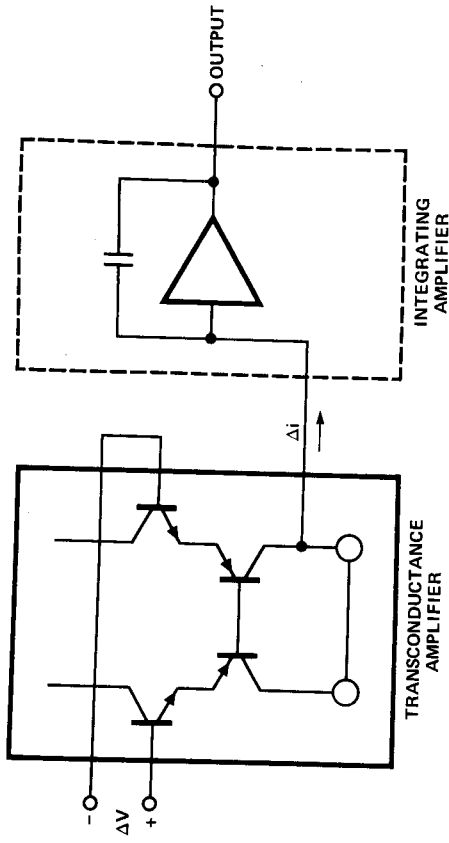 -
ΔV
+
Δi
OUTPUT
TRANSCONDUCTANCE
AMPLIFIER
INTEGRATING
AMPLIFIER